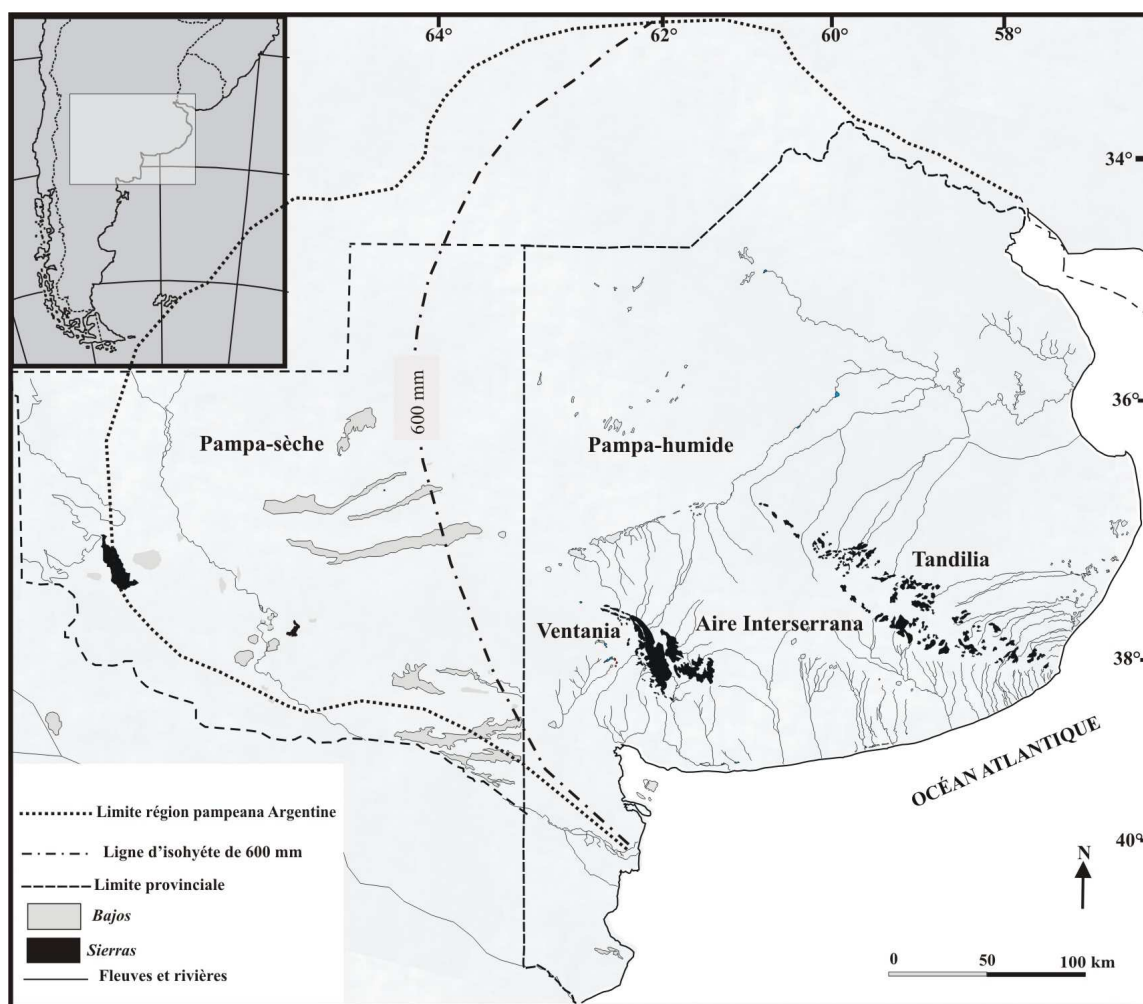 64°
62°
60°
58°
34°
36°
38°
40°
600 mm
Pampa-sèche
Pampa-humide
Tandilia
Ventania
Aire Interserrana
OCÉAN ATLANTIQUE
N
0 50 100 km
Limite région pampeana Argentine
Ligne d'isohyéte de 600 mm
Limite provinciale
Bajos
Sierras
Fleuves et rivières